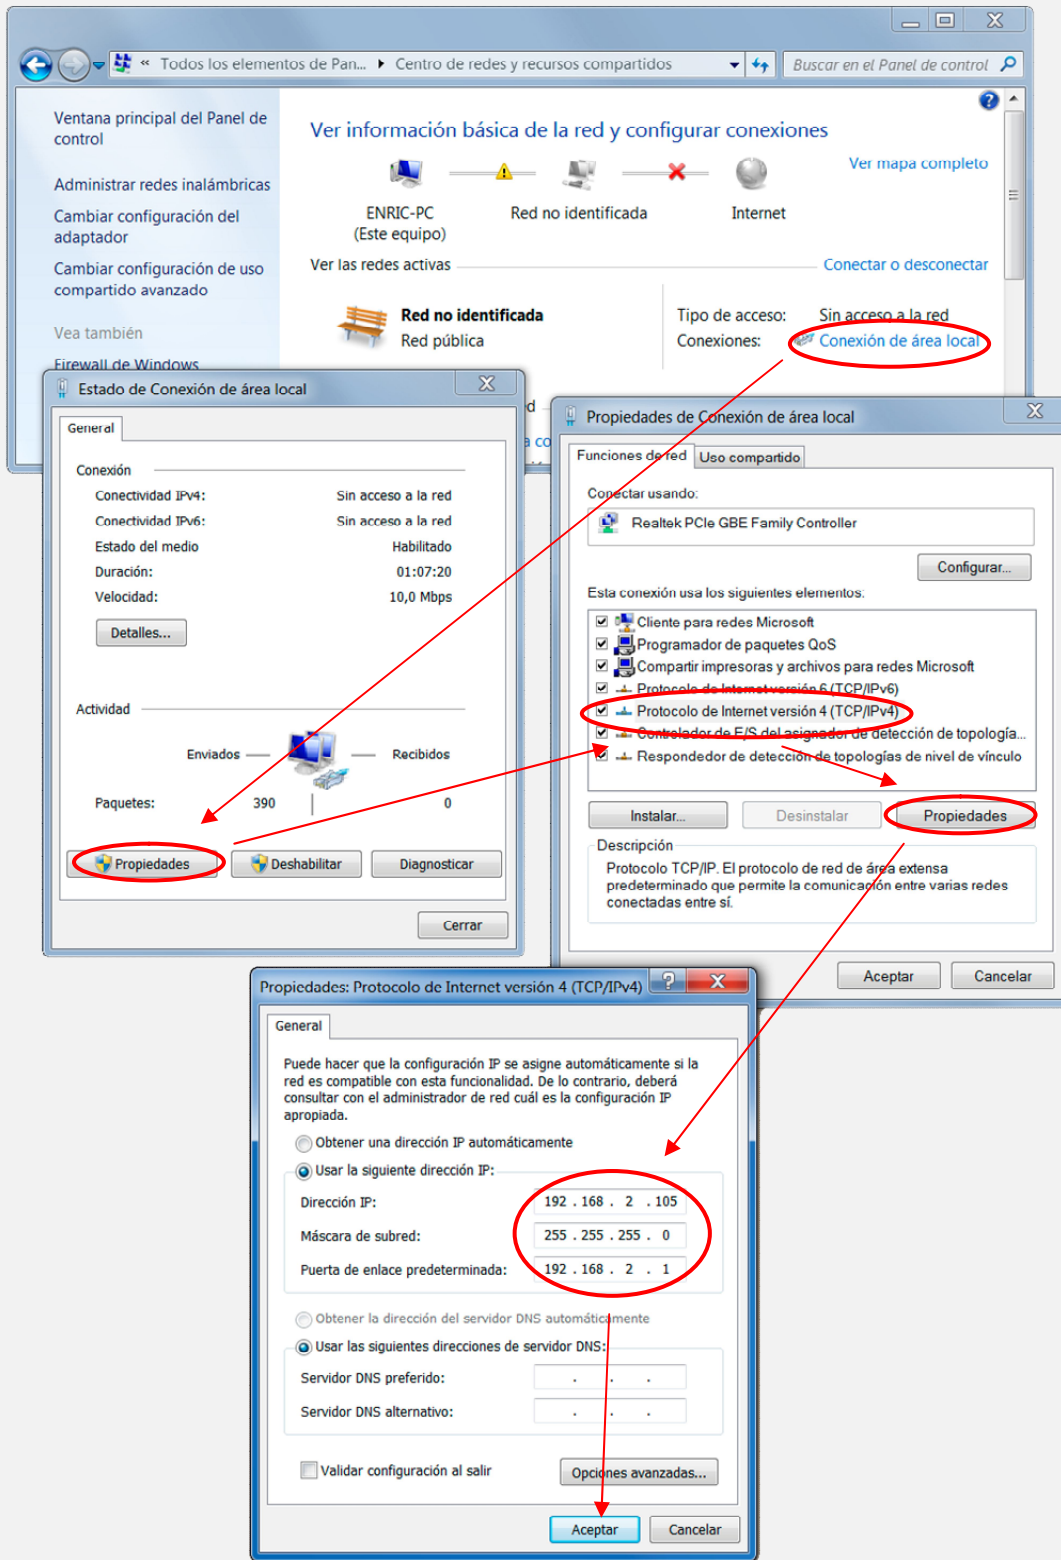 « Todos los elementos de Pan... ▸ Centro de redes y recursos compartidos
Buscar en el Panel de control
Ventana principal del Panel de
control
Administrar redes inalámbricas
Cambiar configuración del
adaptador
Cambiar configuración de uso
compartido avanzado
Vea también
Firewall de Windows
Ver información básica de la red y configurar conexiones
Ver mapa completo
ENRIC-PC
(Este equipo)
Red no identificada
Internet
Ver las redes activas
Conectar o desconectar
Red no identificada
Red pública
Tipo de acceso: Sin acceso a la red
Conexiones: Conexión de área local
Estado de Conexión de área local
General
Conexión
Conectividad IPv4: Sin acceso a la red
Conectividad IPv6: Sin acceso a la red
Estado del medio Habilitado
Duración: 01:07:20
Velocidad: 10,0 Mbps
Detalles...
Actividad
Enviados — — Recibidos
Paquetes: 390 | 0
Propiedades
Deshabilitar
Diagnosticar
Cerrar
Propiedades de Conexión de área local
Funciones de red
Uso compartido
Conectar usando:
Realtek PCIe GBE Family Controller
Configurar...
Esta conexión usa los siguientes elementos:
Cliente para redes Microsoft
Programador de paquetes QoS
Compartir impresoras y archivos para redes Microsoft
Protocolo de Internet versión 6 (TCP/IPv6)
Protocolo de Internet versión 4 (TCP/IPv4)
Controlador de E/S del asignador de detección de topología...
Respondedor de detección de topologías de nivel de vínculo
Instalar...
Desinstalar
Propiedades
Descripción
Protocolo TCP/IP. El protocolo de red de área extensa
predeterminado que permite la comunicación entre varias redes
conectadas entre sí.
Aceptar
Cancelar
Propiedades: Protocolo de Internet versión 4 (TCP/IPv4)
General
Puede hacer que la configuración IP se asigne automáticamente si la
red es compatible con esta funcionalidad. De lo contrario, deberá
consultar con el administrador de red cuál es la configuración IP
apropiada.
Obtener una dirección IP automáticamente
Usar la siguiente dirección IP:
Dirección IP: 192 . 168 . 2 . 105
Máscara de subred: 255 . 255 . 255 . 0
Puerta de enlace predeterminada: 192 . 168 . 2 . 1
Obtener la dirección del servidor DNS automáticamente
Usar las siguientes direcciones de servidor DNS:
Servidor DNS preferido: . . .
Servidor DNS alternativo: . . .
Validar configuración al salir
Opciones avanzadas...
Aceptar
Cancelar